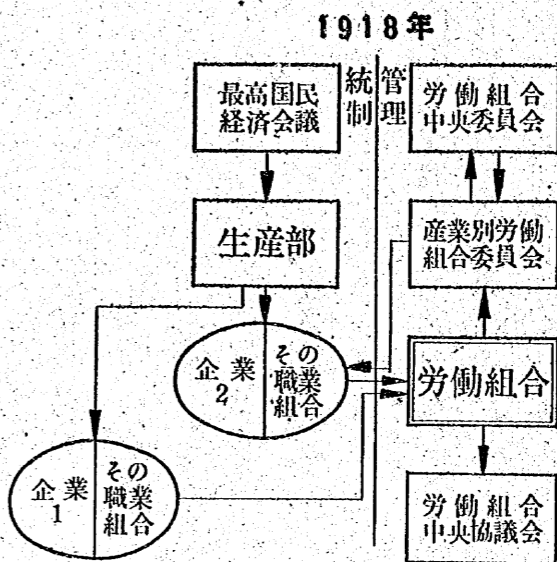 1918年
最高国民
経済会議
統制
管理
労働組合
中央委員会
生産部
産業別労働
組合委員会
企業
2
その
職業
組合
労働組合
企業
1
その
職業
組合
労働組合
中央協議会